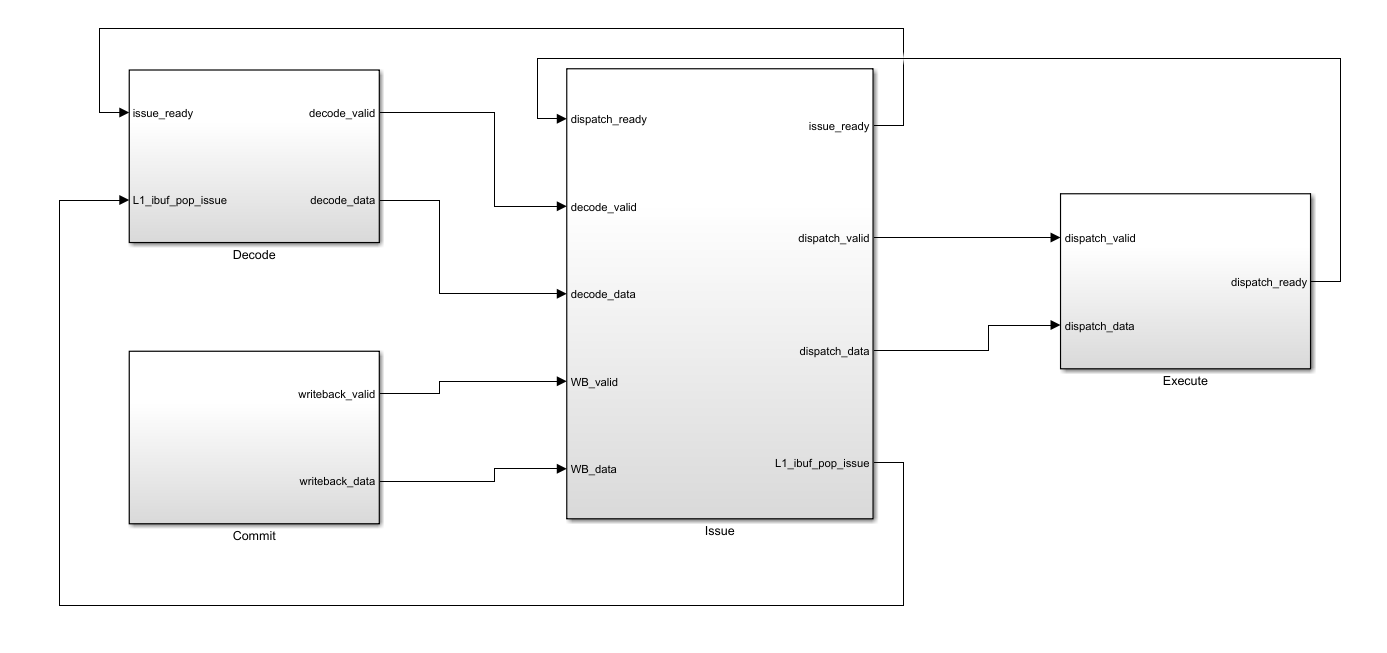 issue_ready
decode_valid
L1_ibuf_pop_issue
decode_data
Decode
writeback_valid
writeback_data
Commit
dispatch_ready
issue_ready
decode_valid
dispatch_valid
decode_data
dispatch_data
WB_valid
L1_ibuf_pop_issue
WB_data
Issue
dispatch_valid
dispatch_ready
dispatch_data
Execute